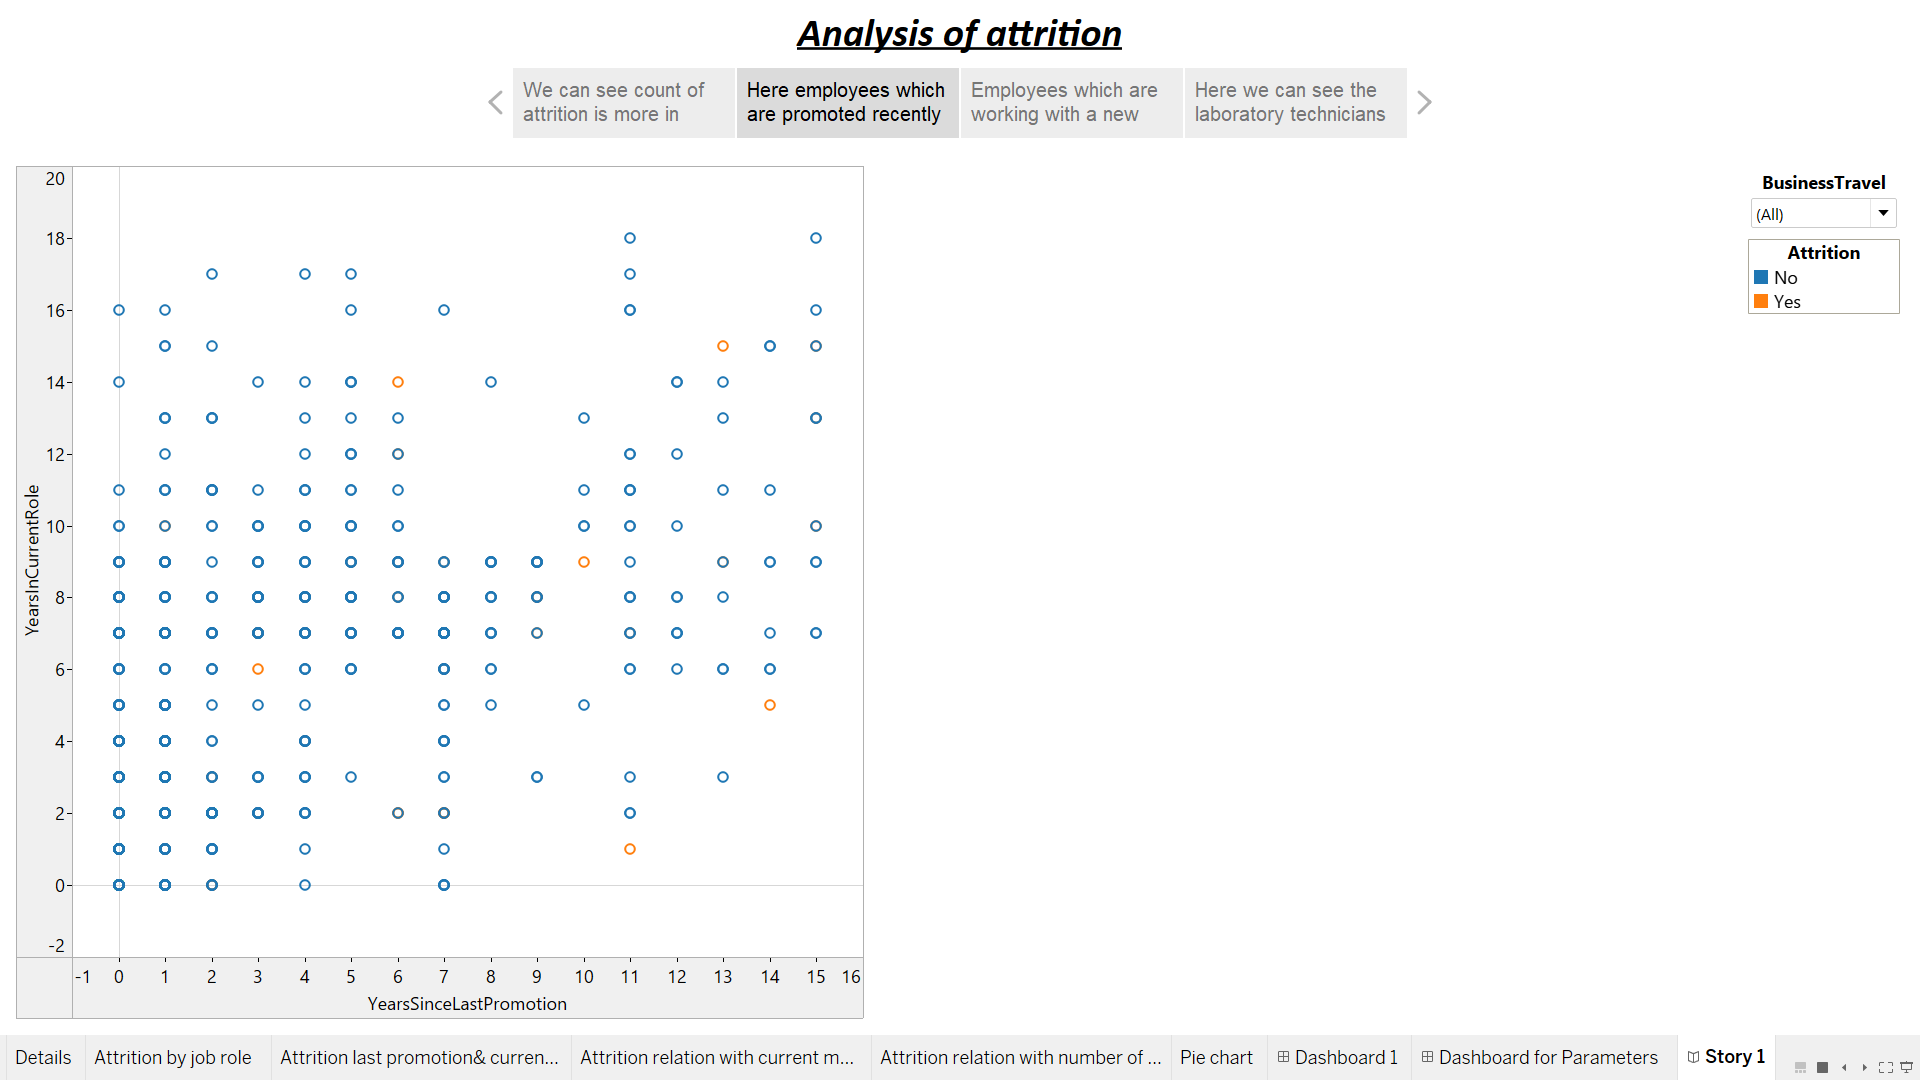 Analysis of attrition
We can see count of
attrition is more in
Here employees which
are promoted recently
Employees which are
working with a new
Here we can see the
laboratory technicians
20
18
16
14
12
10
8
6
4
2
0
-2
YearsInCurrentRole
-1 0 1 2 3 4 5 6 7 8 9 10 11 12 13 14 15 16
YearsSinceLastPromotion
BusinessTravel
(All)
Attrition
No
Yes
Details Attrition by job role Attrition last promotion& curren... Attrition relation with current m... Attrition relation with number of ... Pie chart Dashboard 1 Dashboard for Parameters Story 1